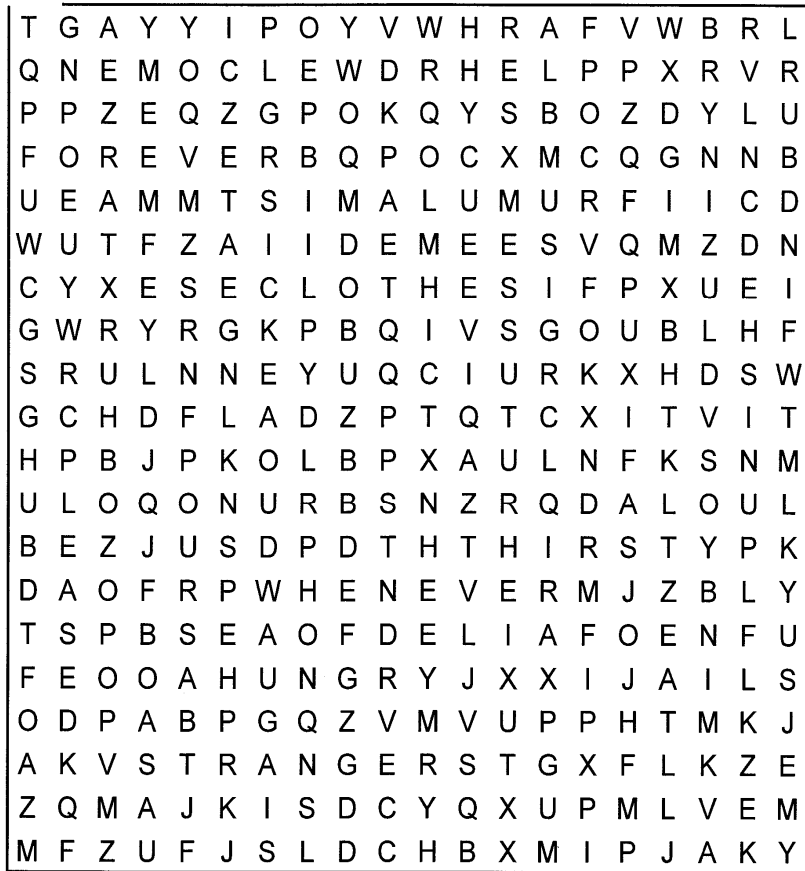 T G A Y Y I P O Y V W H R A F V W B R L
Q N E M O C L E W D R H E L P P X R V R
P P Z E Q Z G P O K Q Y S B O Z D Y L U
F O R E V E R B Q P O C X M C Q G N N B
U E A M M T S I M A L U M U R F I I C D
W U T F Z A I I D E M E E S V Q M Z D N
C Y X E S E C L O T H E S I F P X U E I
G W R Y R G K P B Q I V S G O U B L H F
S R U L N N E Y U Q C I U R K X H D S W
G C H D F L A D Z P T Q T C X I T V I T
H P B J P K O L B P X A U L N F K S N M
U L O Q O N U R B S N Z R Q D A L O U L
B E Z J U S D P D T H T H I R S T Y P K
D A O F R P W H E N E V E R M J Z B L Y
T S P B S E A O F D E L I A F O E N F U
F E O O A H U N G R Y J X X I J A I L S
O D P A B P G Q Z V M V U P P H T M K J
A K V S T R A N G E R S T G X F L K Z E
Z Q M A J K I S D C Y Q X U P M L V E M
M F Z U F J S L D C H B X M I P J A K Y